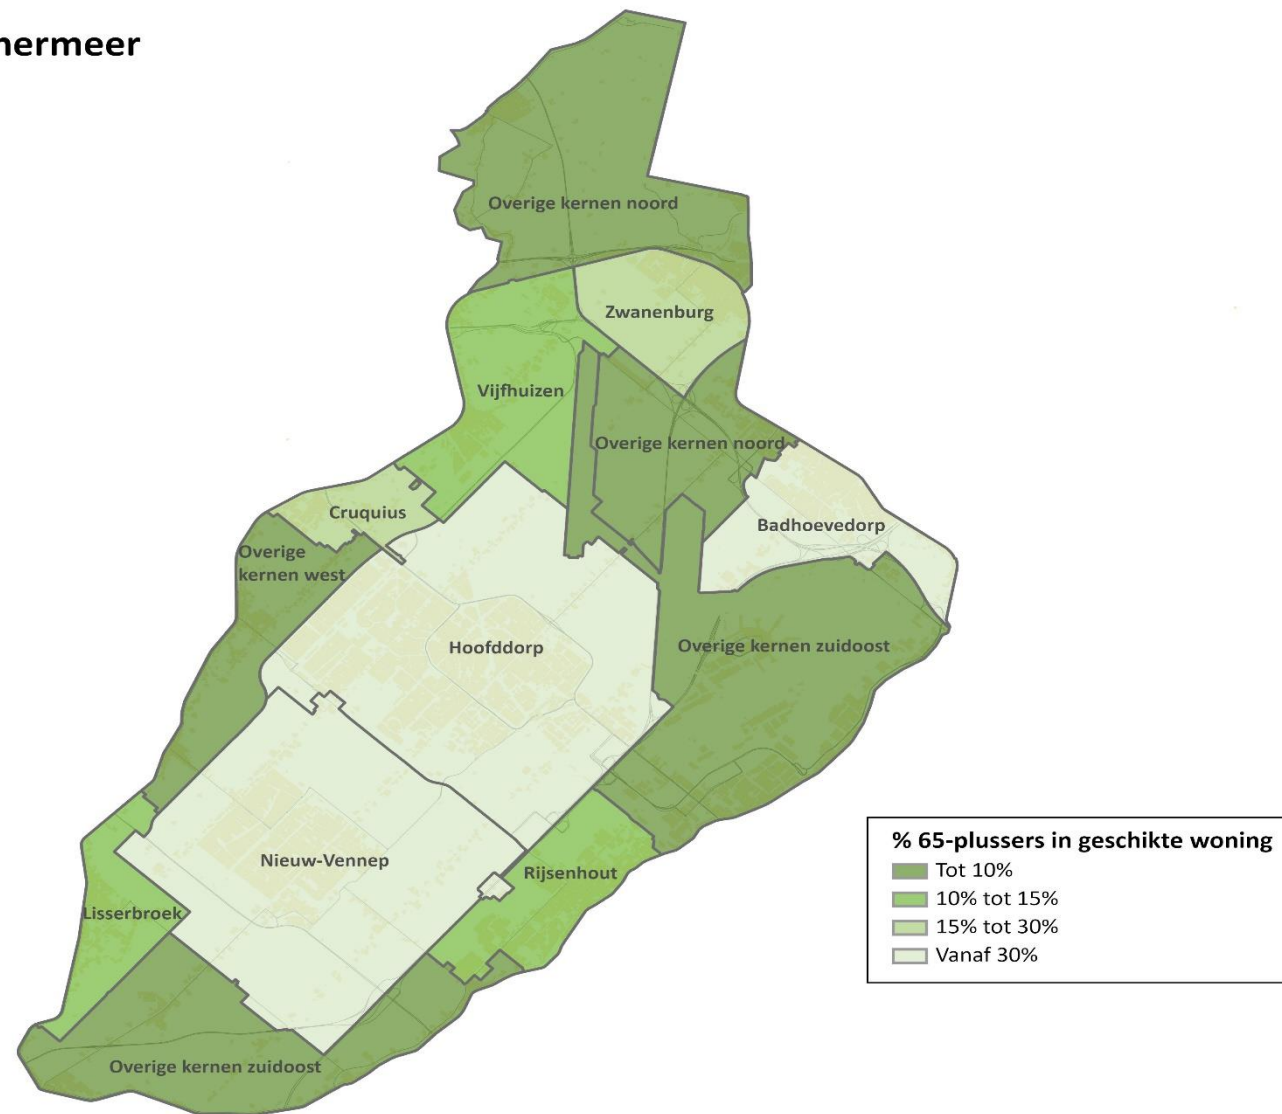 nermeer
Overige kernen noord
Zwanenburg
Vijfhuizen
Overige kernen noord
Cruquius
Badhoevedorp
Overige
kernen west
Hoofddorp
Overige kernen zuidoost
Nieuw-Vennep
Rijsenhout
Lisserbroek
Overige kernen zuidoost
% 65-plussers in geschikte woning
Tot 10%
10% tot 15%
15% tot 30%
Vanaf 30%